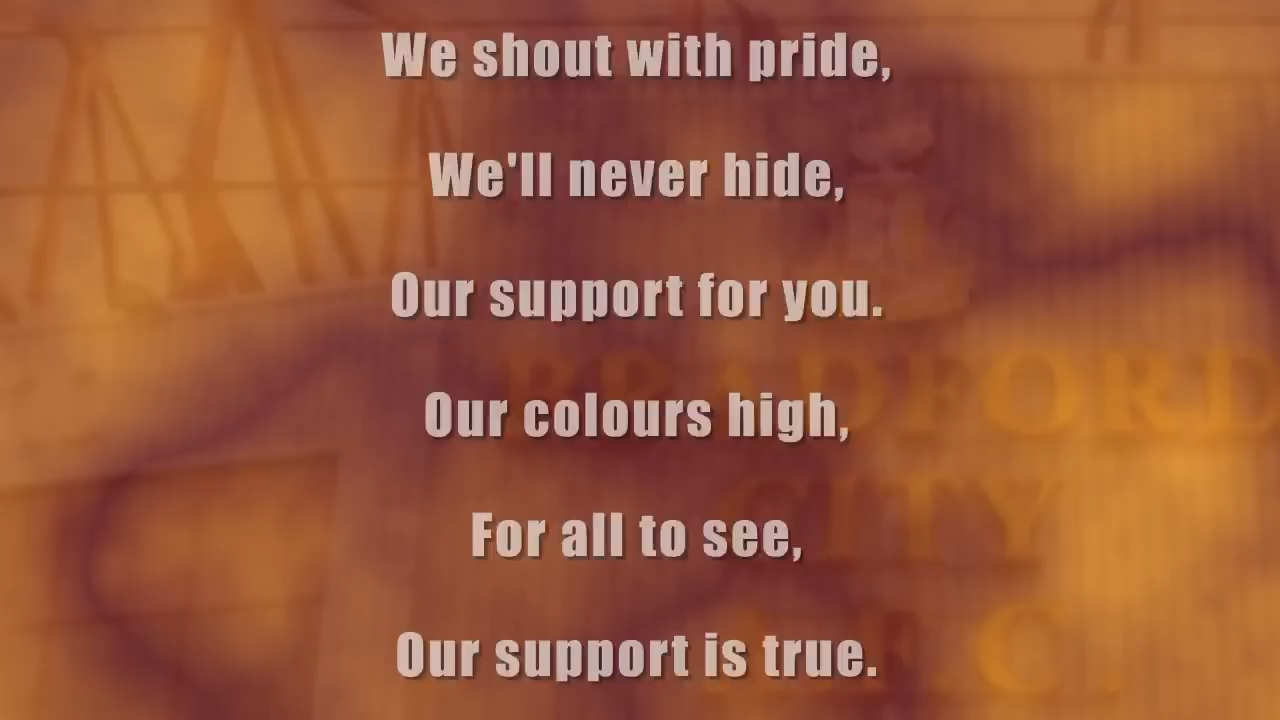 We shout with pride,
We'll never hide,
Our support for you.
Our colours high,
For all to see,
Our support is true.
BRADFORD
CITY
A.F.C.